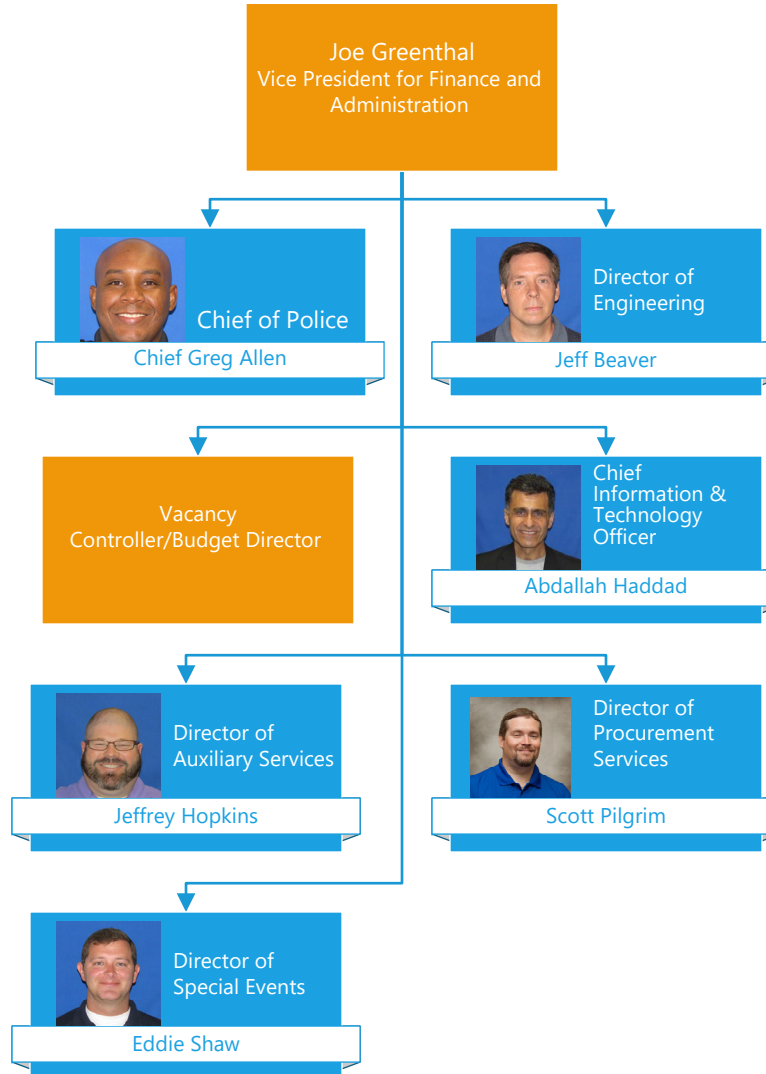 Joe Greenthal
Vice President for Finance and
Administration
Chief of Police
Chief Greg Allen
Director of
Engineering
Jeff Beaver
Vacancy
Controller/Budget Director
Chief
Information &
Technology
Officer
Abdallah Haddad
Director of
Auxiliary Services
Jeffrey Hopkins
Director of
Procurement
Services
Scott Pilgrim
Director of
Special Events
Eddie Shaw